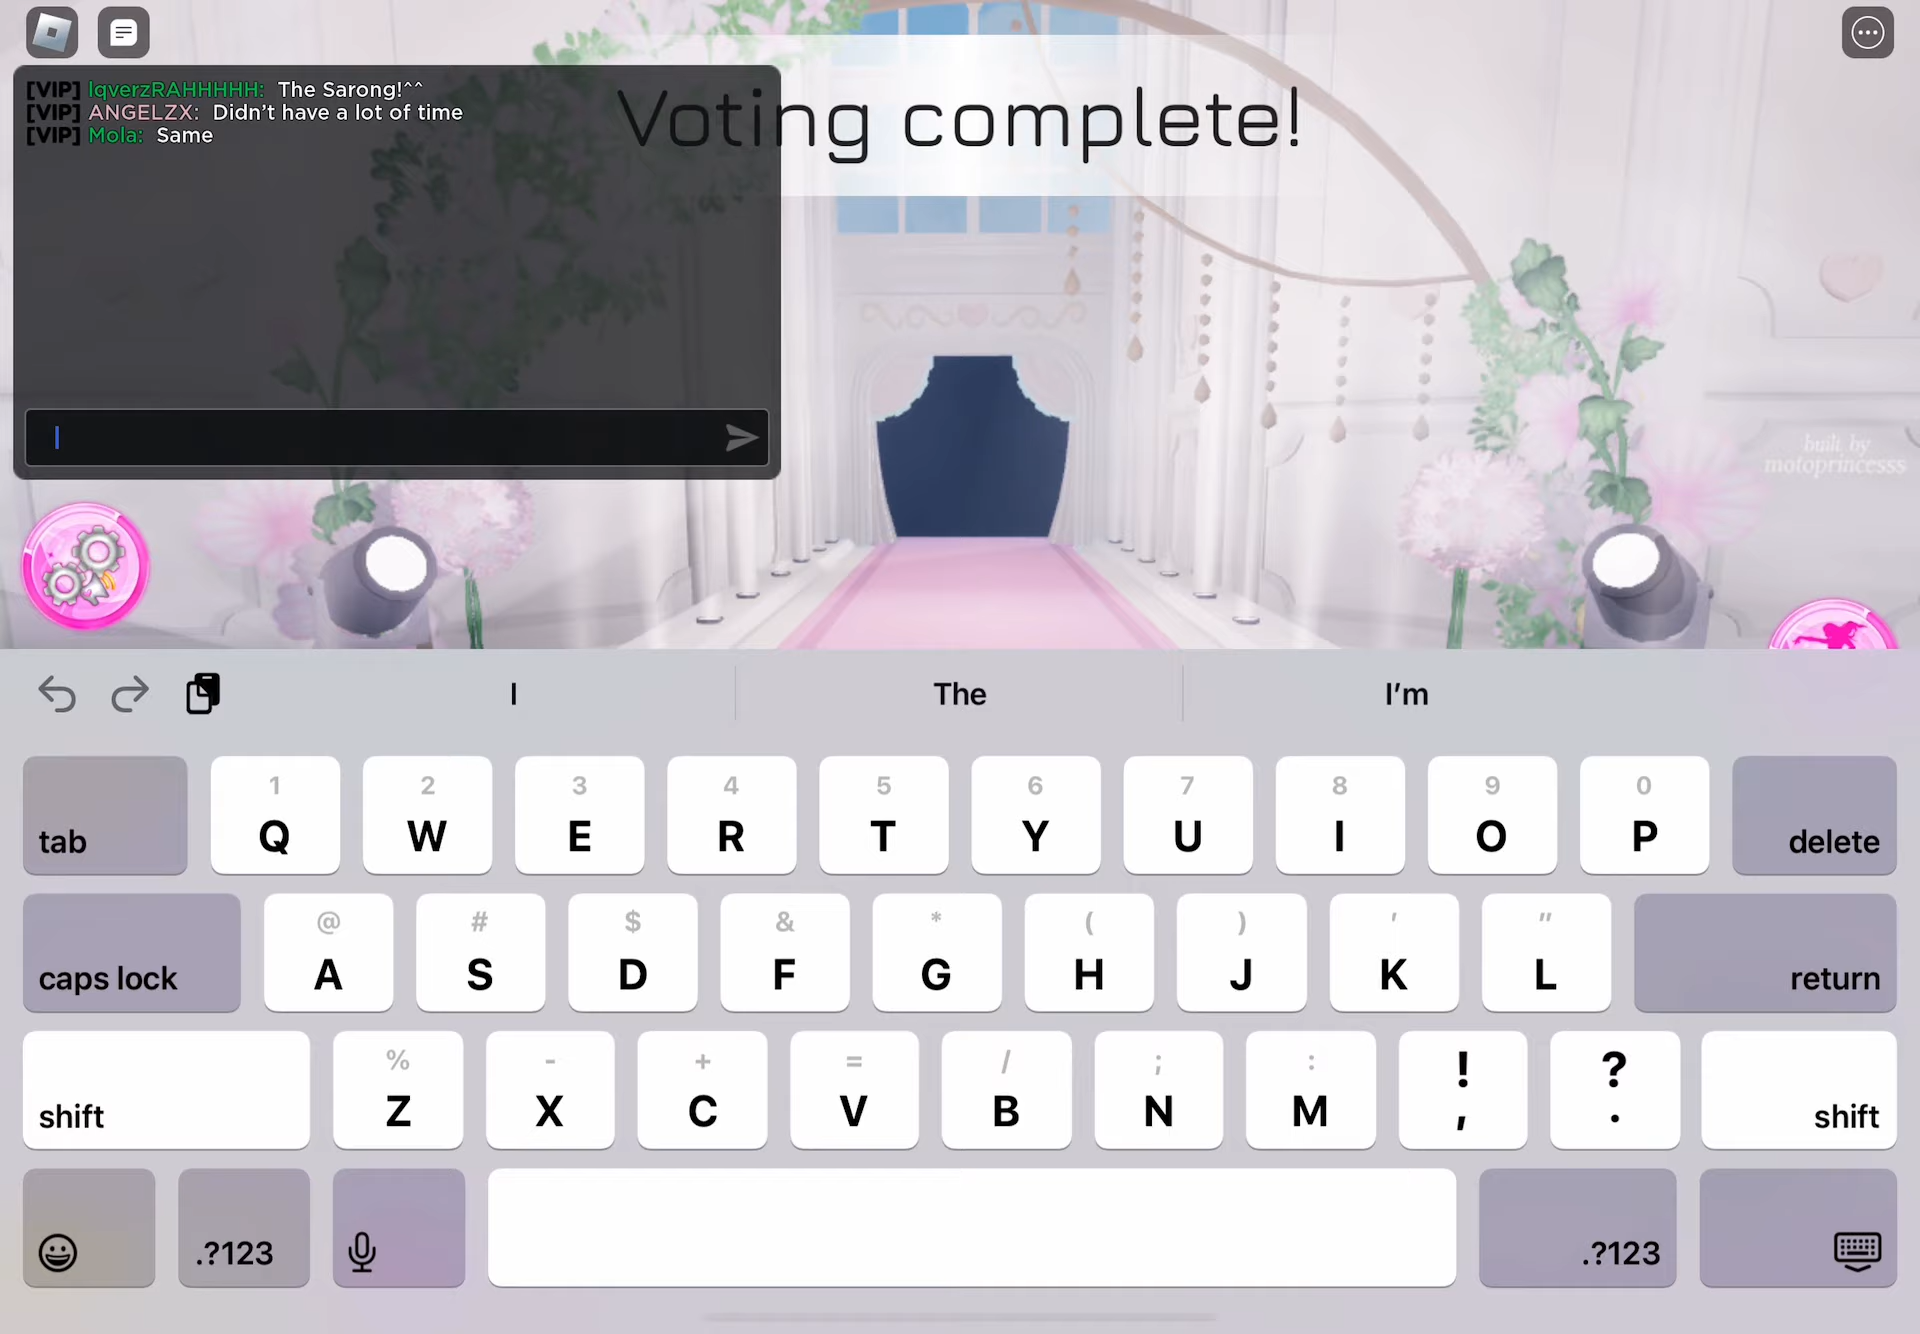 [VIP] lqverzRAHHHHH: The Sarong!^^
[VIP] ANGELZX: Didn't have a lot of time
[VIP] Mola: Same
Voting complete!
built by
motoprincesss
I The I'm
tab 1 Q 2 W 3 E 4 R 5 T 6 Y 7 U 8 I 9 O 0 P delete
caps lock @ A # S $ D & F * G ( H ) J ' K " L return
shift % Z - X + C = V / B ; N : M ! , ? . shift
.?123 .?123